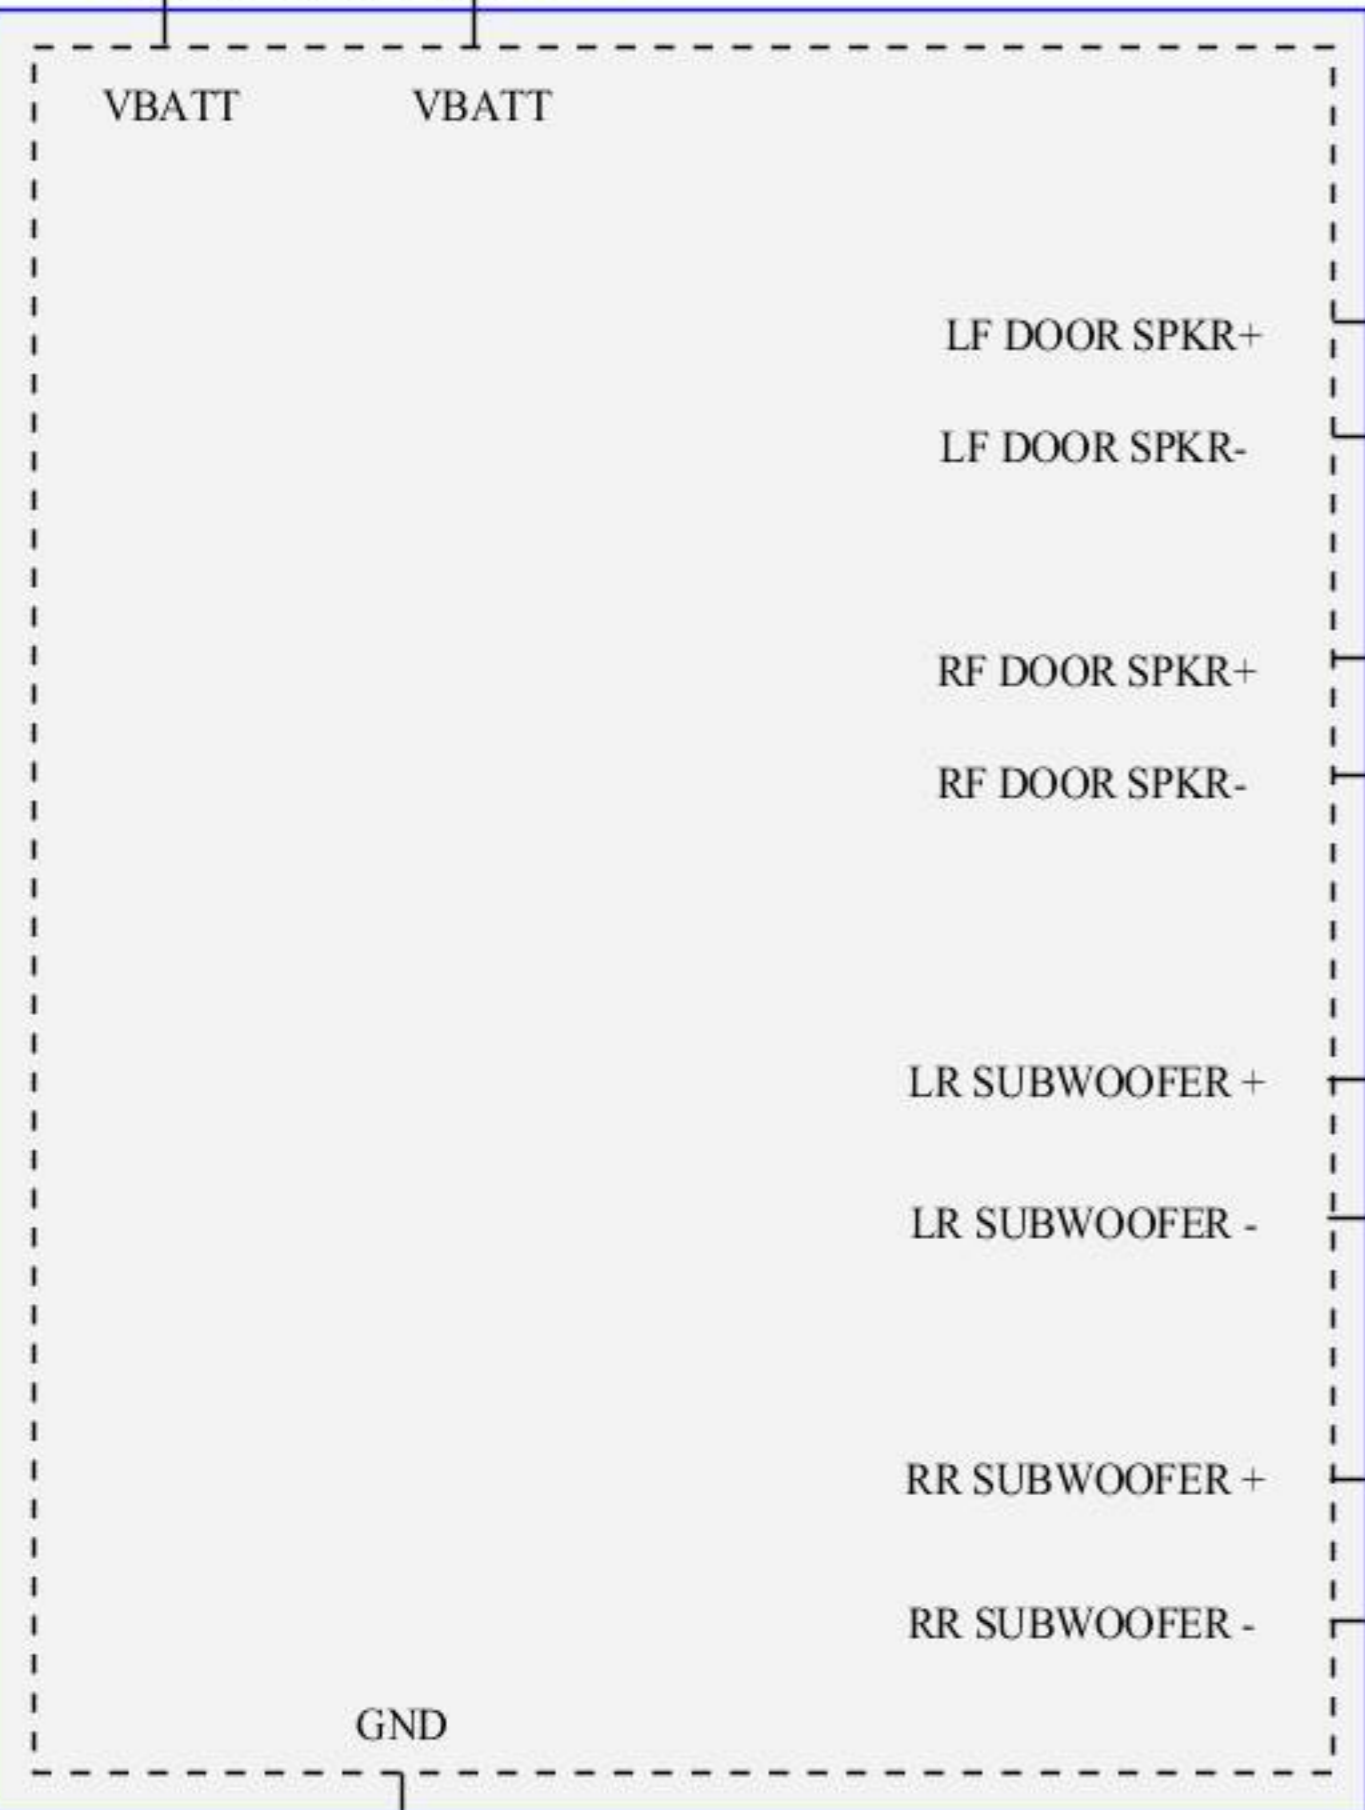 VBATT VBATT
LF DOOR SPKR+
LF DOOR SPKR-
RF DOOR SPKR+
RF DOOR SPKR-
LR SUBWOOFER +
LR SUBWOOFER -
RR SUBWOOFER +
RR SUBWOOFER -
GND